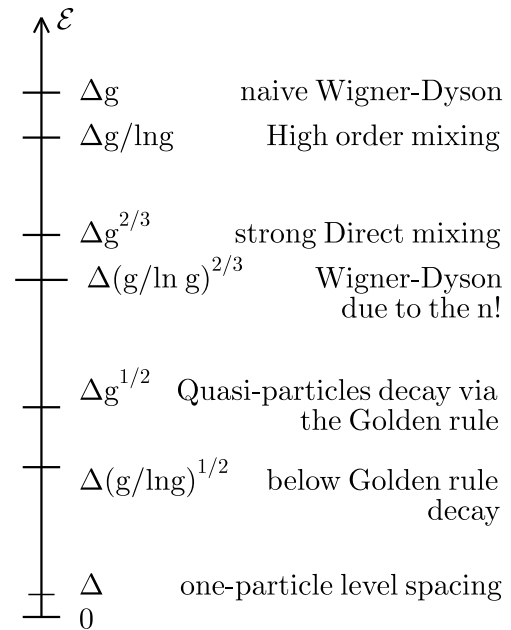 ℰ
Δg naive Wigner-Dyson
Δg/lng High order mixing
Δg^{2/3} strong Direct mixing
Δ(g/ln g)^{2/3} Wigner-Dyson
due to the n!
Δg^{1/2} Quasi-particles decay via
the Golden rule
Δ(g/lng)^{1/2} below Golden rule
decay
Δ one-particle level spacing
0